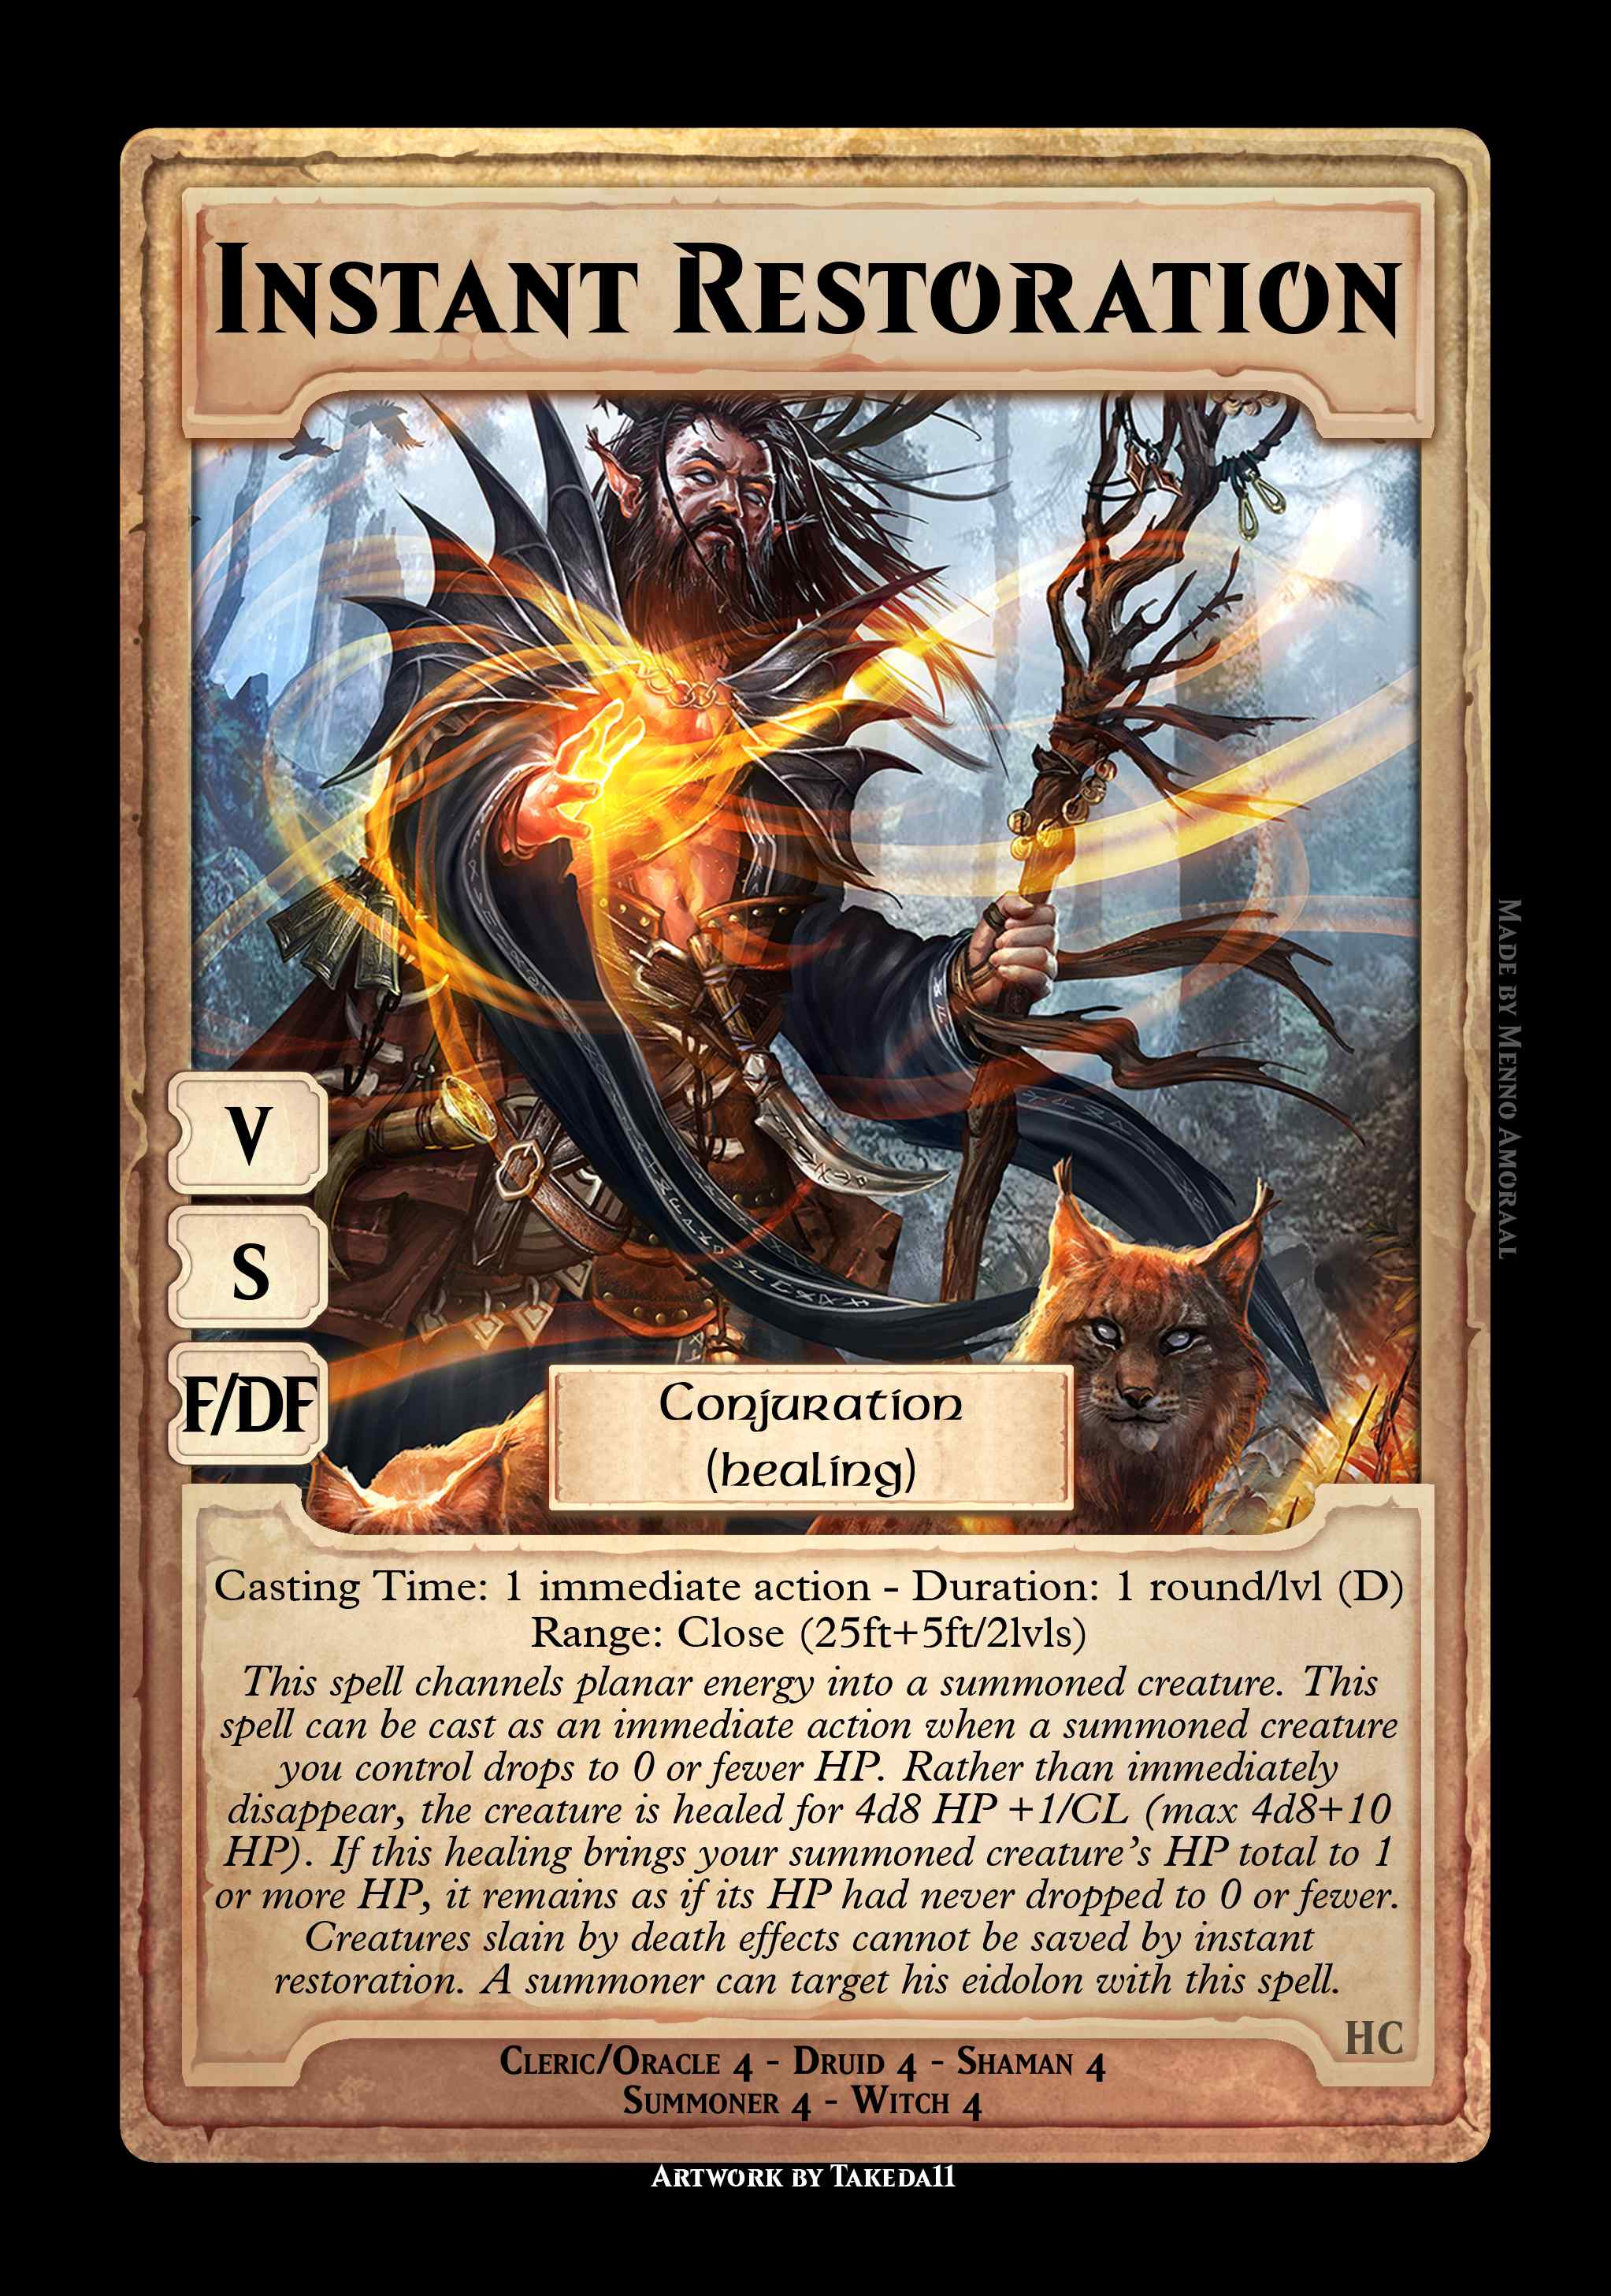 Instant Restoration
V
S
F/DF
Conjuration
(healing)
Casting Time: 1 immediate action - Duration: 1 round/lvl (D)
Range: Close (25ft+5ft/2lvls)
This spell channels planar energy into a summoned creature. This
spell can be cast as an immediate action when a summoned creature
you control drops to 0 or fewer HP. Rather than immediately
disappear, the creature is healed for 4d8 HP +1/CL (max 4d8+10
HP). If this healing brings your summoned creature's HP total to 1
or more HP, it remains as if its HP had never dropped to 0 or fewer.
Creatures slain by death effects cannot be saved by instant
restoration. A summoner can target his eidolon with this spell.
HC
Cleric/Oracle 4 - Druid 4 - Shaman 4
Summoner 4 - Witch 4
Artwork by Takeda11
Made by Menno Amoraal